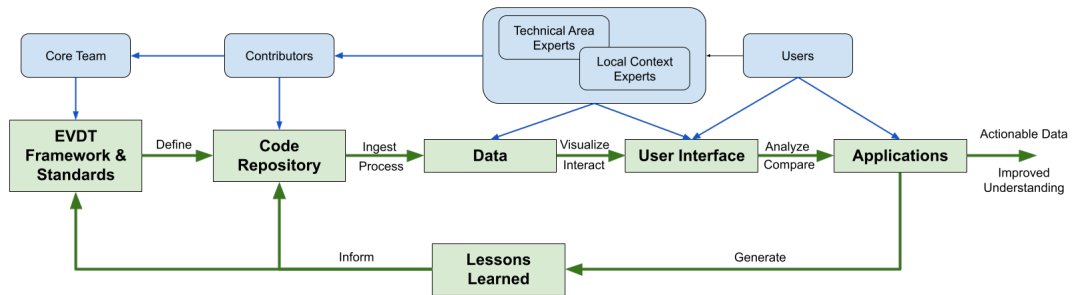 Core Team
Contributors
Technical Area
Experts
Local Context
Experts
Users
EVDT
Framework &
Standards
Define
Code
Repository
Ingest
Process
Data
Visualize
Interact
User Interface
Analyze
Compare
Applications
Actionable Data
Improved
Understanding
Inform
Lessons
Learned
Generate